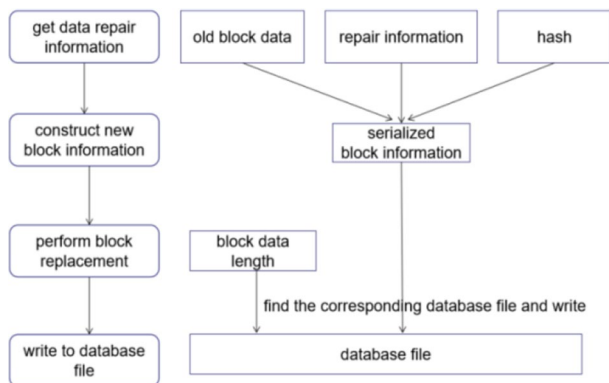 get data repair
information
old block data
repair information
hash
construct new
block information
serialized
block information
perform block
replacement
block data
length
find the corresponding database file and write
write to database
file
database file